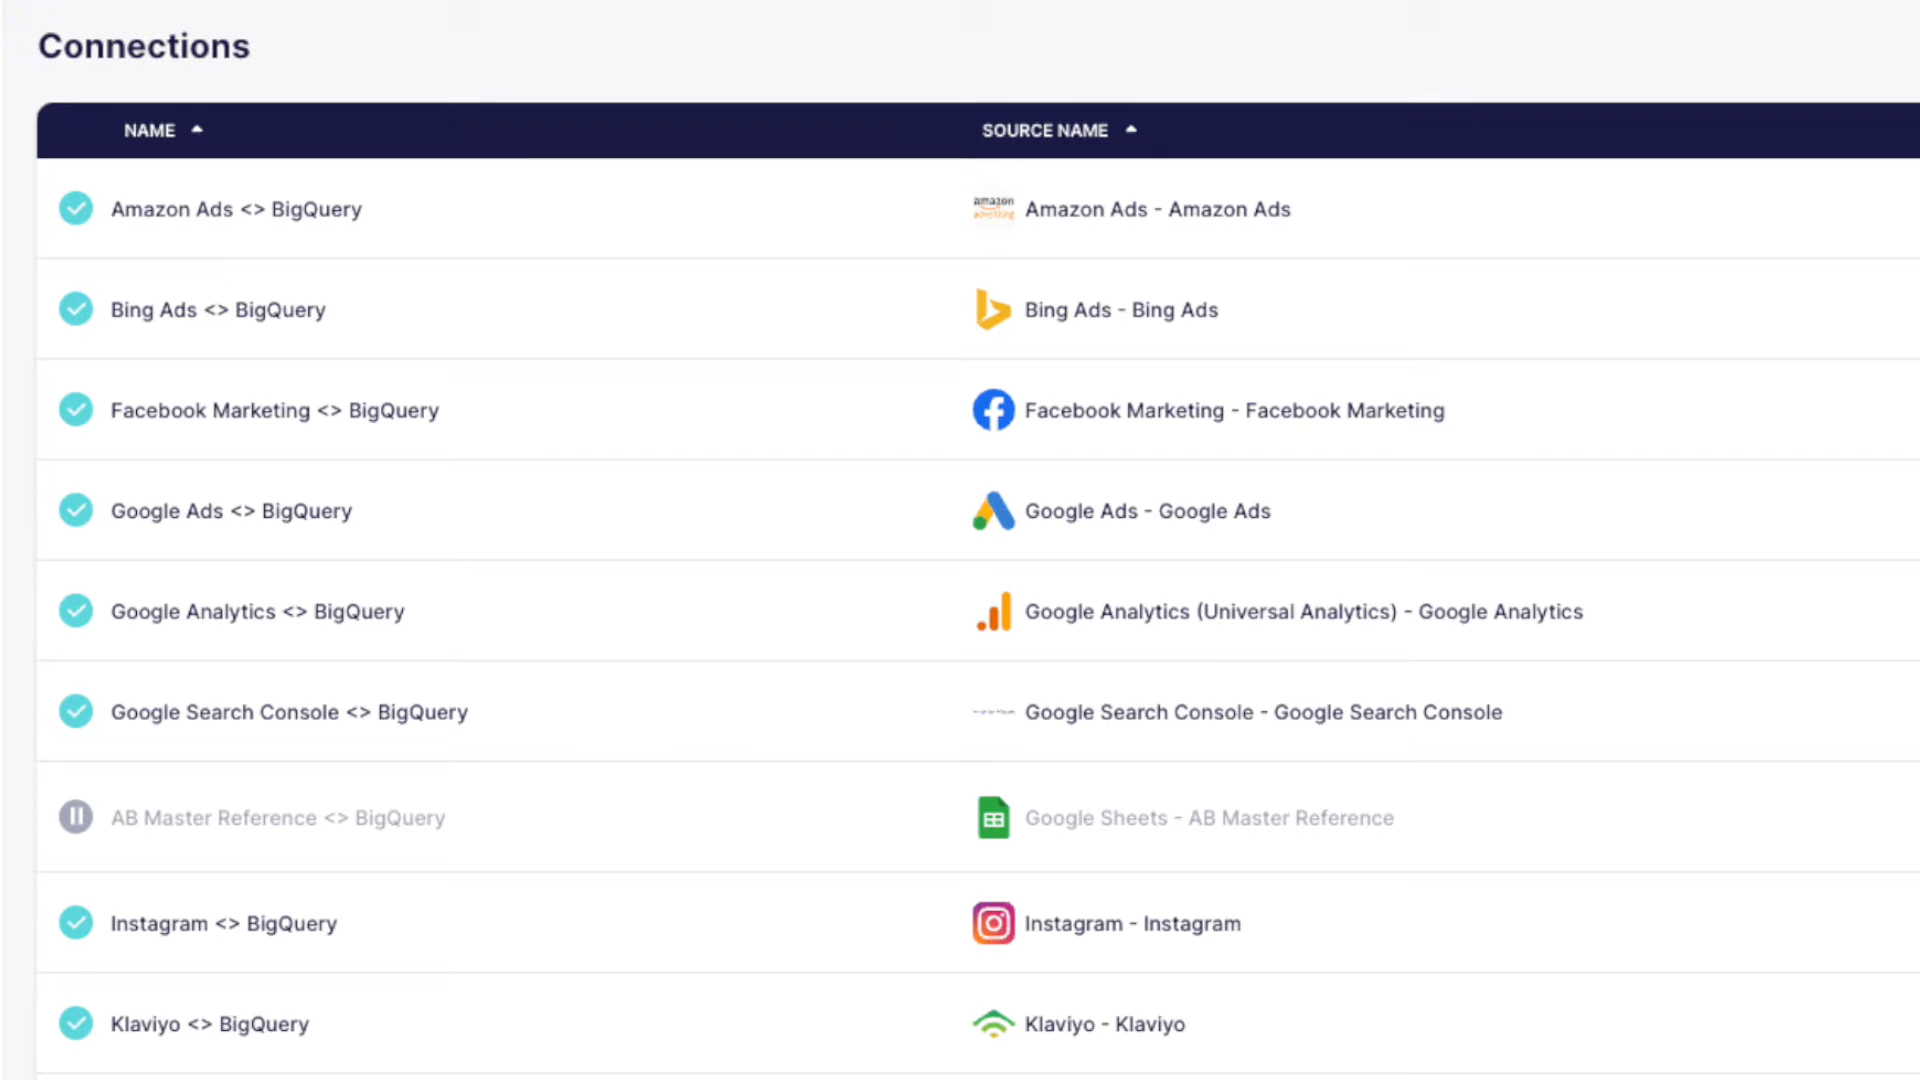 Connections
NAME SOURCE NAME
Amazon Ads <> BigQuery amazon advertising Amazon Ads - Amazon Ads
Bing Ads <> BigQuery Bing Ads - Bing Ads
Facebook Marketing <> BigQuery Facebook Marketing - Facebook Marketing
Google Ads <> BigQuery Google Ads - Google Ads
Google Analytics <> BigQuery Google Analytics (Universal Analytics) - Google Analytics
Google Search Console <> BigQuery Google Search Console - Google Search Console
AB Master Reference <> BigQuery Google Sheets - AB Master Reference
Instagram <> BigQuery Instagram - Instagram
Klaviyo <> BigQuery Klaviyo - Klaviyo